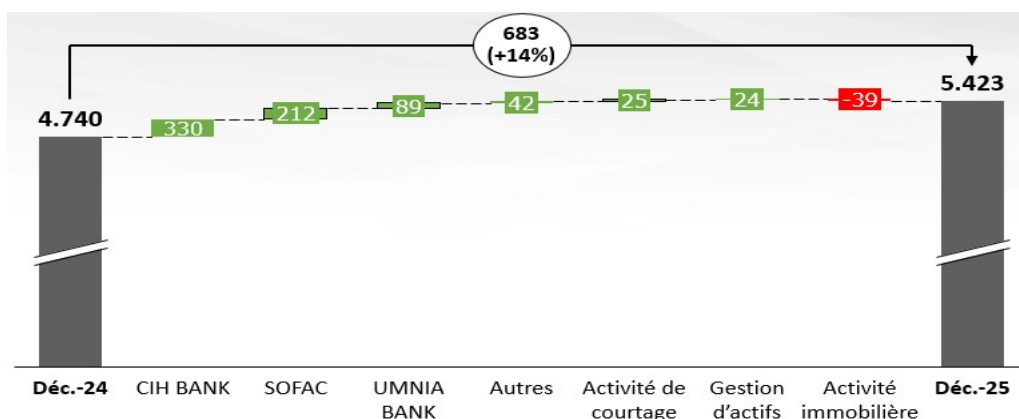 683
(+14%)
4.740
330
212
89
42
25
24
-39
5.423
Déc.-24
CIH BANK
SOFAC
UMNIA
BANK
Autres
Activité de
courtage
Gestion
d'actifs
Activité
immobilière
Déc.-25